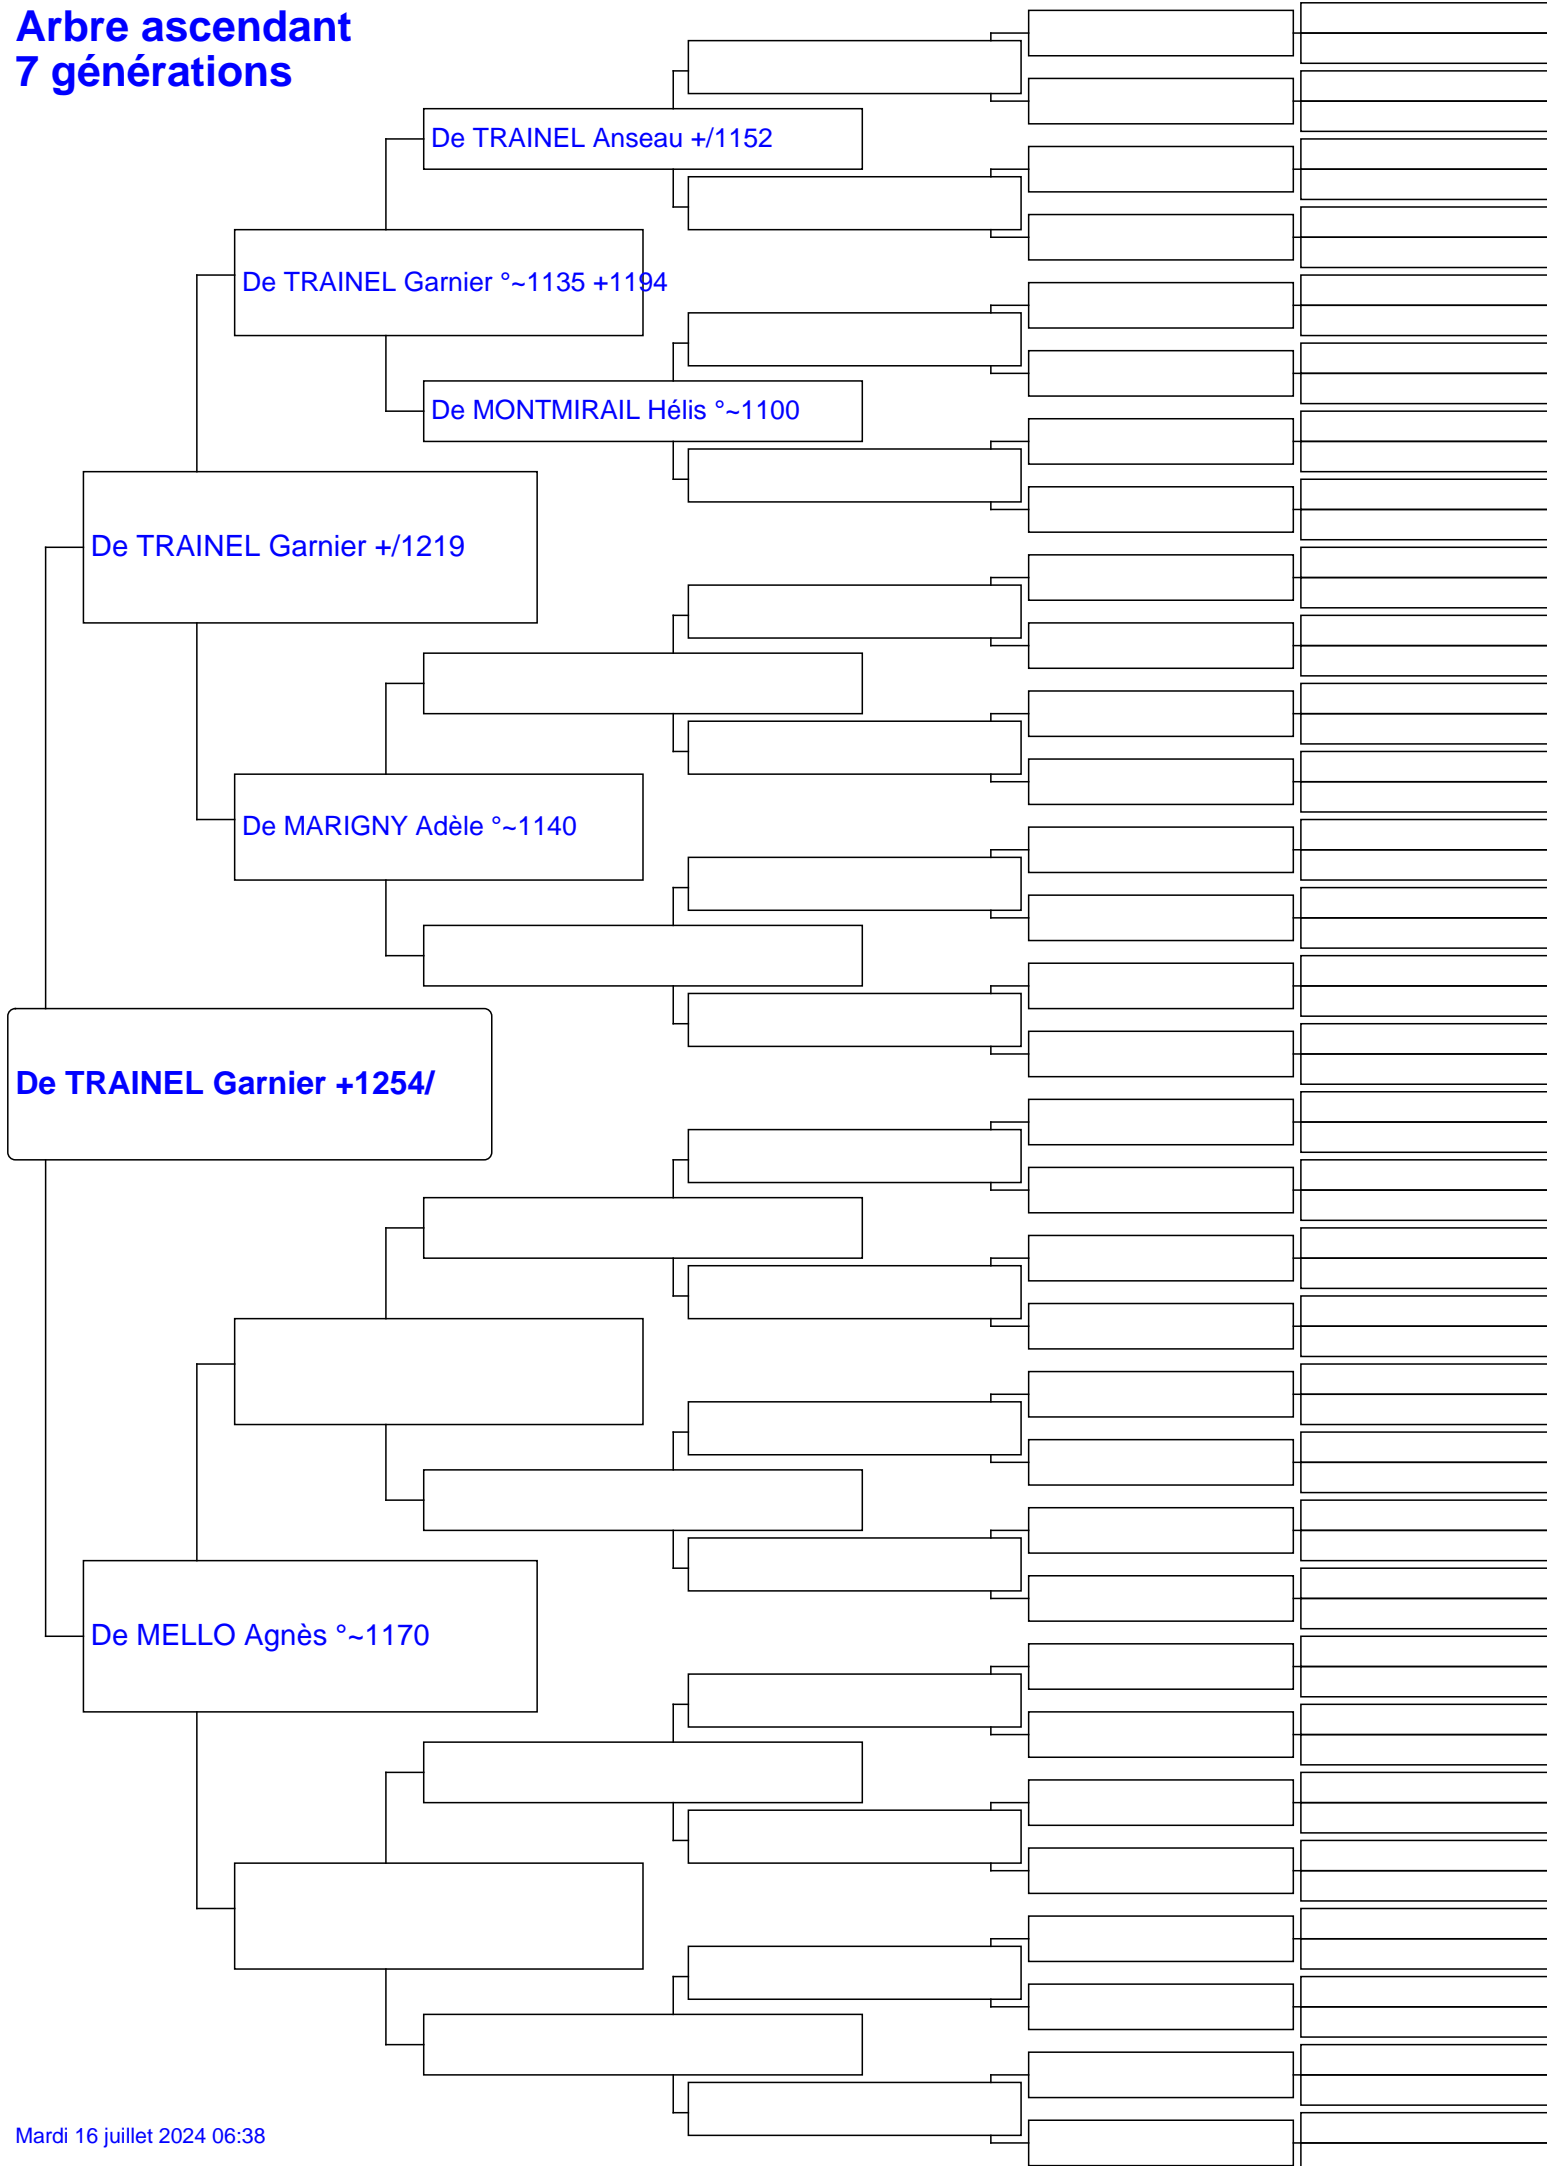 Arbre ascendant
7 générations
De TRAINEL Anseau +/1152
De TRAINEL Garnier °~1135 +1194
De MONTMIRAIL Hélis °~1100
De TRAINEL Garnier +/1219
De MARIGNY Adèle °~1140
De TRAINEL Garnier +1254/
De MELLO Agnès °~1170
Mardi 16 juillet 2024 06:38